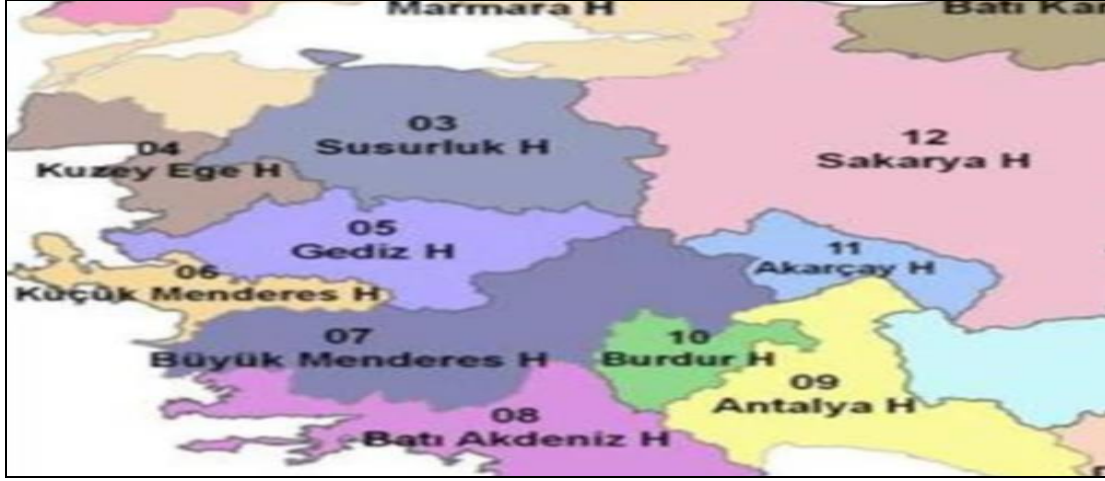 Marmara H
Batı Kar
03
Susurluk H
12
Sakarya H
04
Kuzey Ege H
05
Gediz H
11
Akarçay H
06
Küçük Menderes H
07
Büyük Menderes H
10
Burdur H
09
Antalya H
08
Batı Akdeniz H